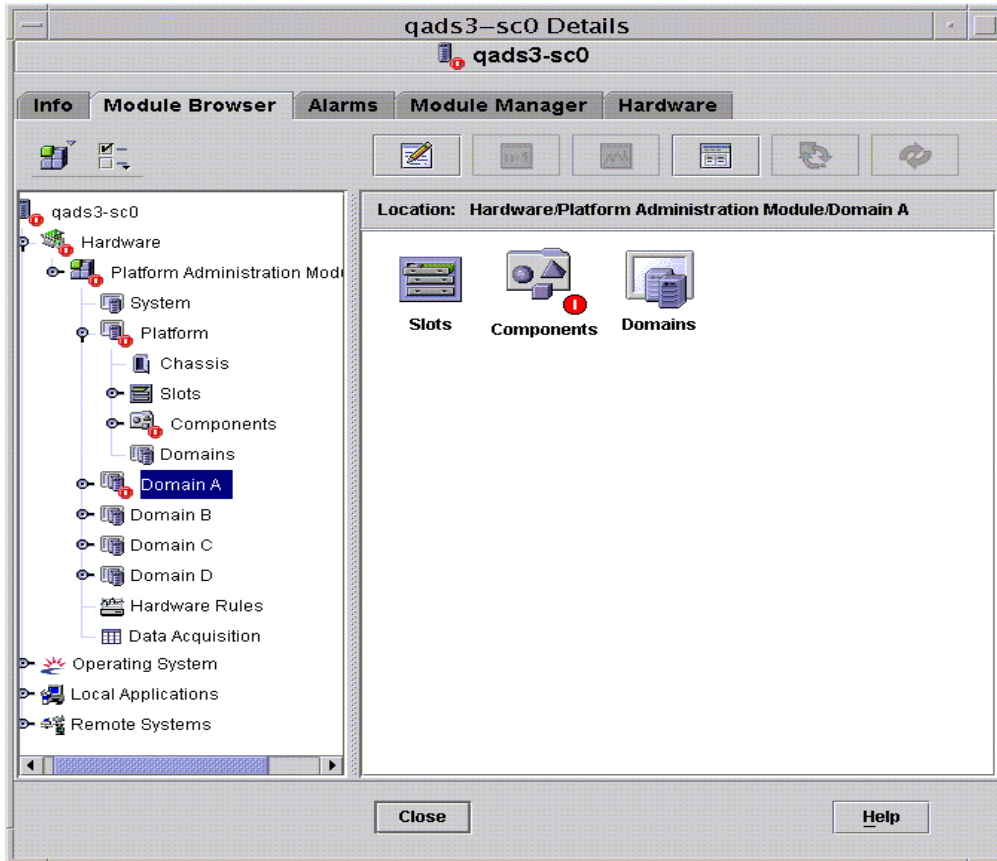 qads3-sc0 Details
qads3-sc0
Info
Module Browser
Alarms
Module Manager
Hardware
qads3-sc0
Hardware
Platform Administration Modu
System
Platform
Chassis
Slots
Components
Domains
Domain A
Domain B
Domain C
Domain D
Hardware Rules
Data Acquisition
Operating System
Local Applications
Remote Systems
Location: Hardware/Platform Administration Module/Domain A
Slots
Components
Domains
Close
Help